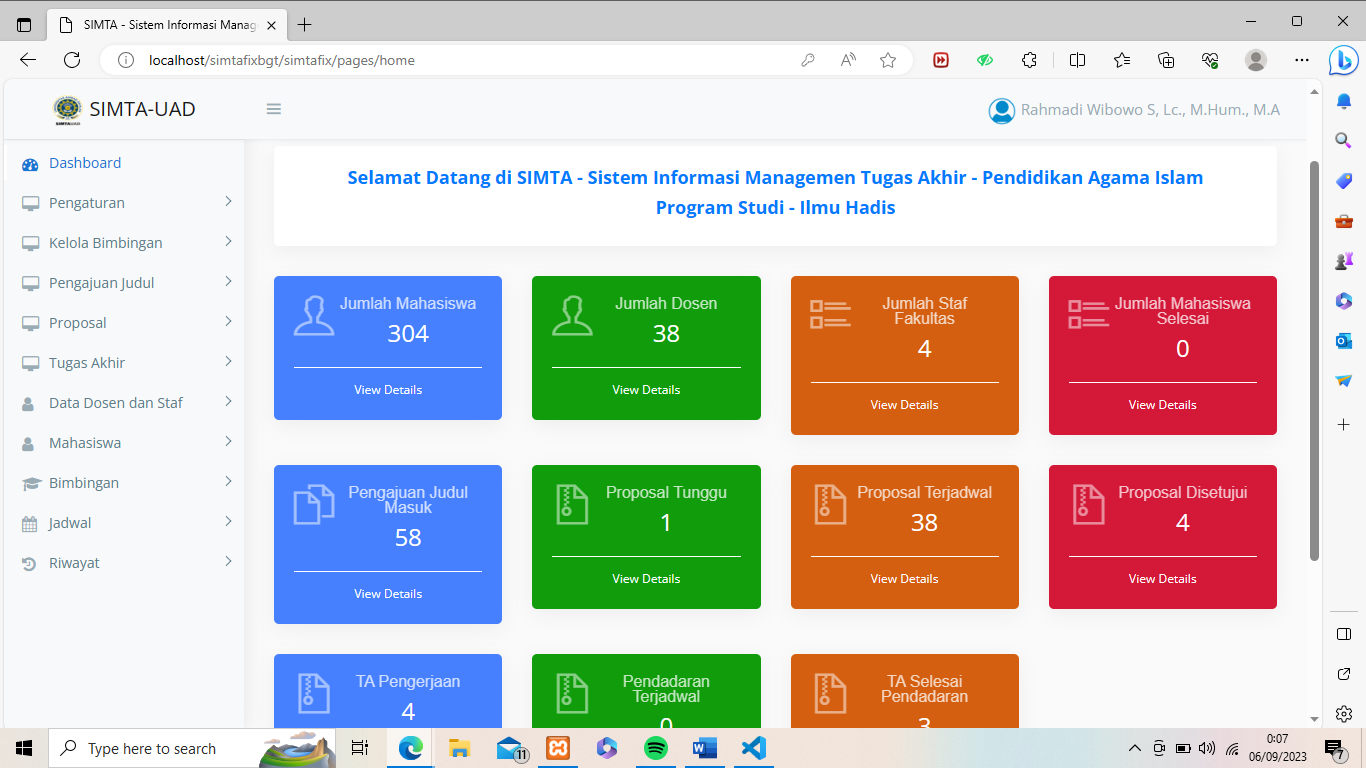 SIMTA - Sistem Informasi Manag
localhost/simtafixbgt/simtafix/pages/home
SIMTA-UAD
Rahmadi Wibowo S, Lc., M.Hum., M.A
Dashboard
Pengaturan
Kelola Bimbingan
Pengajuan Judul
Proposal
Tugas Akhir
Data Dosen dan Staf
Mahasiswa
Bimbingan
Jadwal
Riwayat
Selamat Datang di SIMTA - Sistem Informasi Managemen Tugas Akhir - Pendidikan Agama Islam
Program Studi - Ilmu Hadis
Jumlah Mahasiswa
304
View Details
Jumlah Dosen
38
View Details
Jumlah Staf
Fakultas
4
View Details
Jumlah Mahasiswa
Selesai
0
View Details
Pengajuan Judul
Masuk
58
View Details
Proposal Tunggu
1
View Details
Proposal Terjadwal
38
View Details
Proposal Disetujui
4
View Details
TA Pengerjaan
4
Pendadaran
Terjadwal
0
TA Selesai
Pendadaran
3
Type here to search
11
0:07
06/09/2023
7